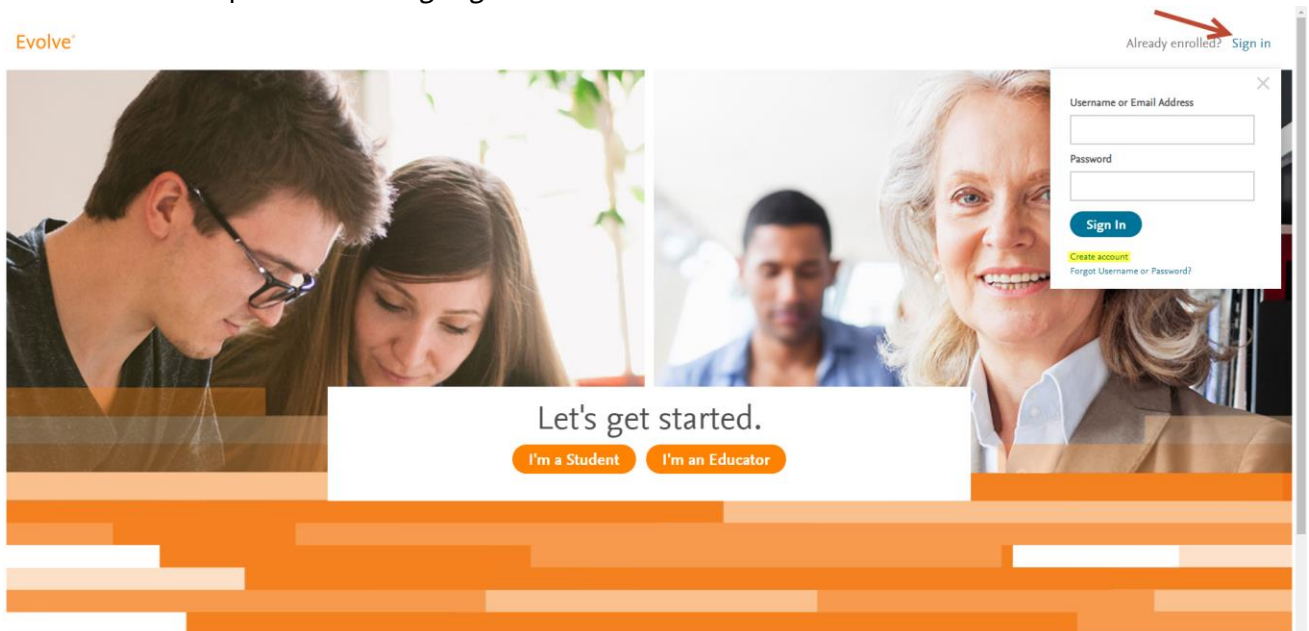 Evolve
Already enrolled? Sign in
Username or Email Address
Password
Sign In
Create account
Forgot Username or Password?
Let's get started.
I'm a Student
I'm an Educator